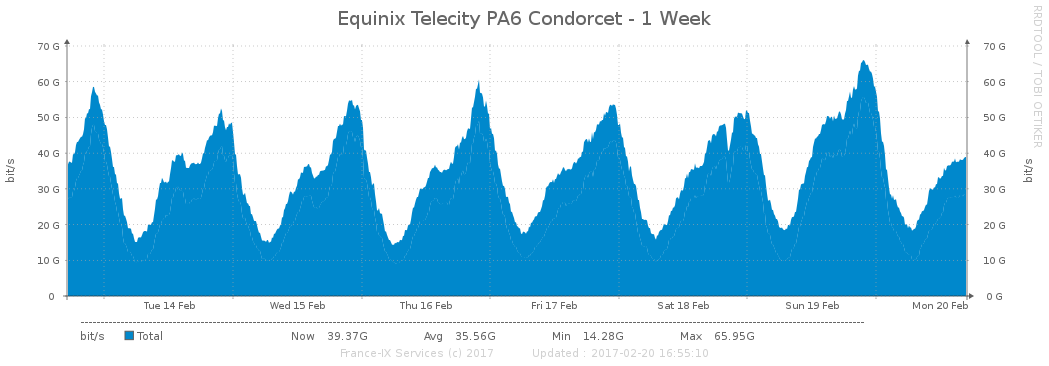 Equinix Telecity PA6 Condorcet - 1 Week
RRDTOOL / TOBI OETIKER
70 G 70 G
60 G 60 G
50 G 50 G
40 G 40 G
30 G 30 G
20 G 20 G
10 G 10 G
0 0 G
bit/s bit/s
Tue 14 Feb Wed 15 Feb Thu 16 Feb Fri 17 Feb Sat 18 Feb Sun 19 Feb Mon 20 Feb
bit/s Total Now 39.37G Avg 35.56G Min 14.28G Max 65.95G
France-IX Services (c) 2017 Updated : 2017-02-20 16:55:10